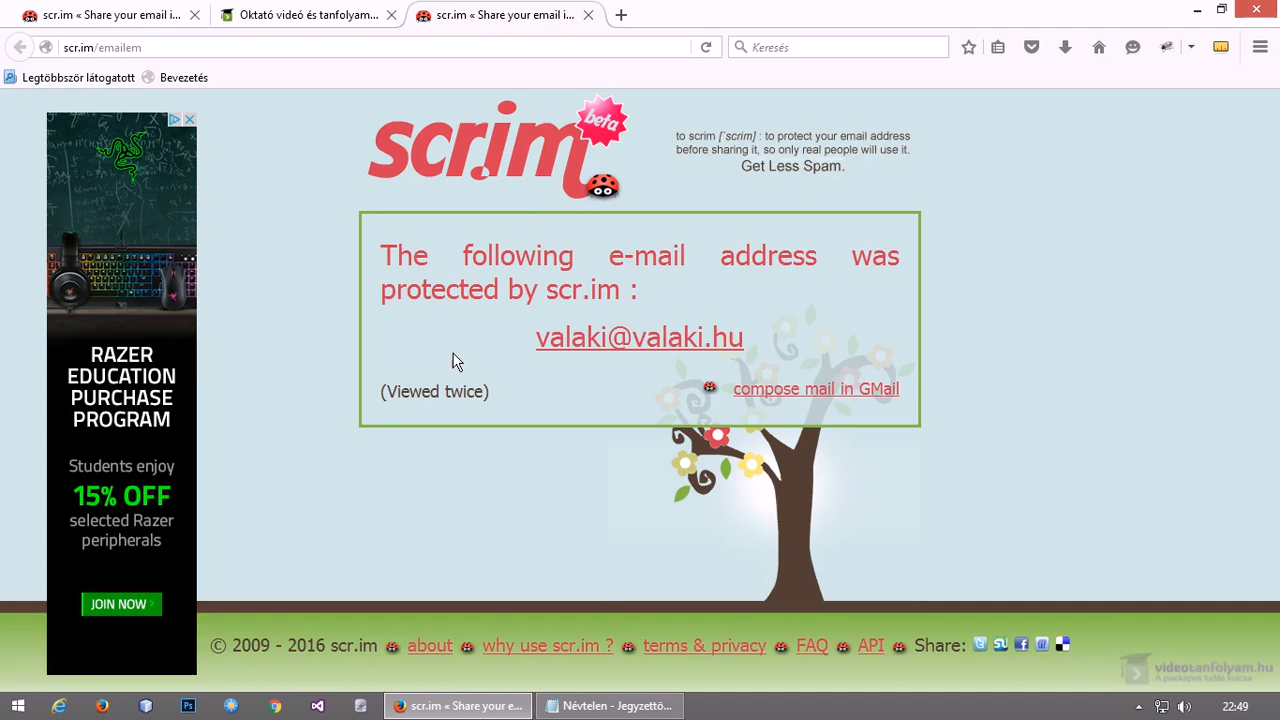 scr.im « Share your email i...
Oktató videó és tanfolyam...
scr.im « Share your email i...
scr.im/emailem
Keresés
Legtöbbször látogatott
Bevezetés
scr.im
beta
to scrim [`scrim] : to protect your email address
before sharing it, so only real people will use it.
Get Less Spam.
The following e-mail address was
protected by scr.im :
valaki@valaki.hu
(Viewed twice)
compose mail in GMail
RAZER
EDUCATION
PURCHASE
PROGRAM
Students enjoy
15% OFF
selected Razer
peripherals
JOIN NOW >
© 2009 - 2016 scr.im
about
why use scr.im ?
terms & privacy
FAQ
API
Share:
videotanfolyam.hu
A piacképes tudás kulcsa
scr.im « Share your e...
Névtelen - Jegyzettö...
22:49